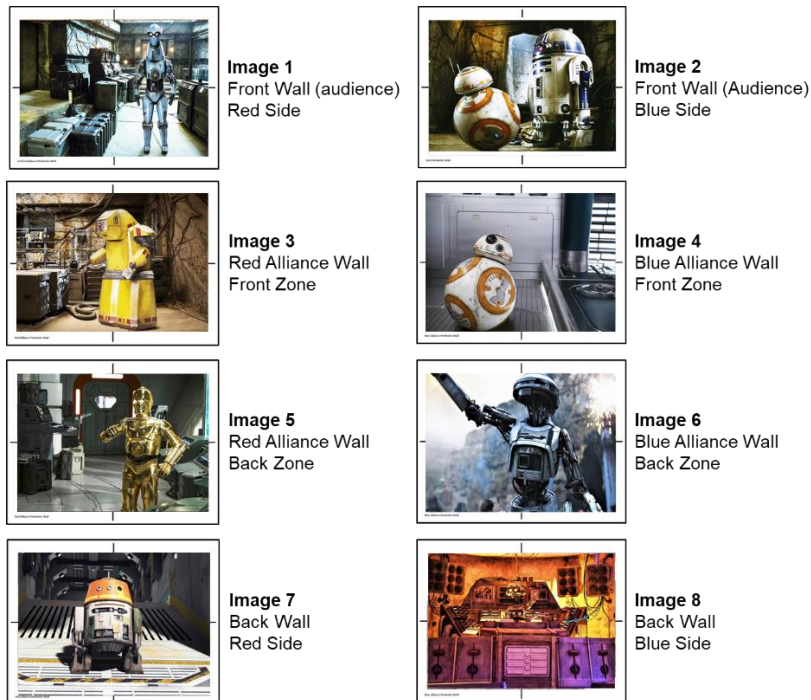 Image 1
Front Wall (audience)
Red Side
Image 2
Front Wall (Audience)
Blue Side
Image 3
Red Alliance Wall
Front Zone
Image 4
Blue Alliance Wall
Front Zone
Image 5
Red Alliance Wall
Back Zone
Image 6
Blue Alliance Wall
Back Zone
Image 7
Back Wall
Red Side
Image 8
Back Wall
Blue Side